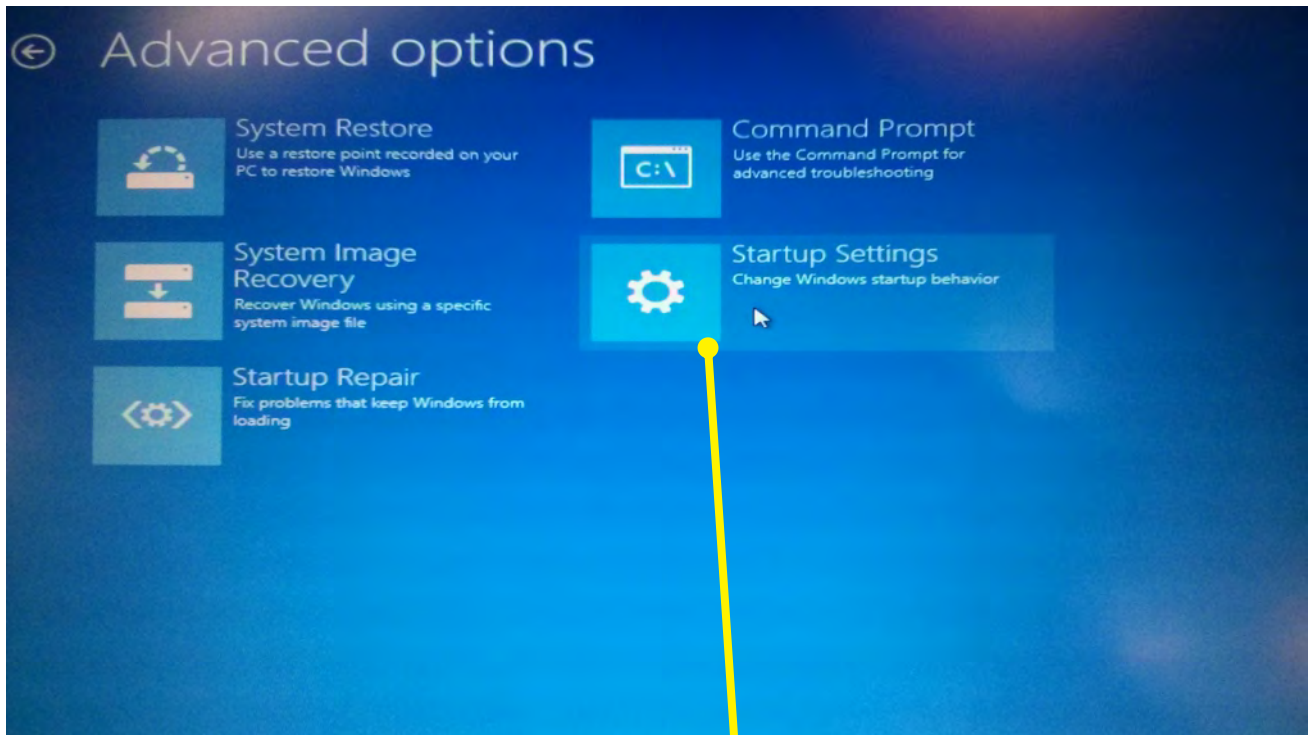 Advanced options
System Restore
Use a restore point recorded on your
PC to restore Windows
System Image
Recovery
Recover Windows using a specific
system image file
Startup Repair
Fix problems that keep Windows from
loading
Command Prompt
Use the Command Prompt for
advanced troubleshooting
C:\
Startup Settings
Change Windows startup behavior